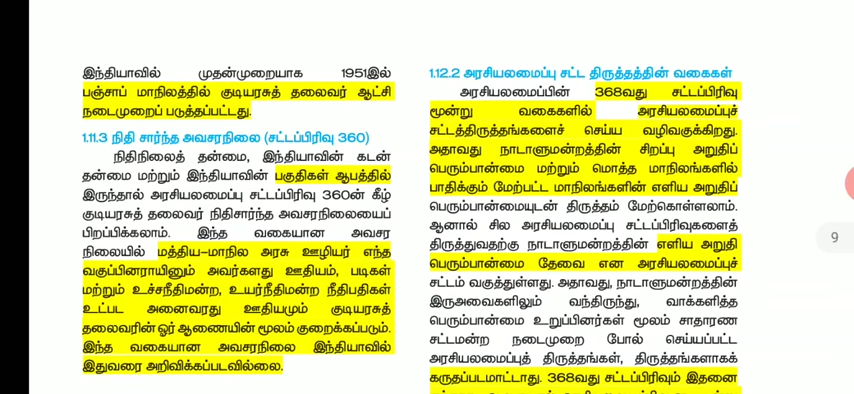 இந்தியாவில் முதன்முறையாக 1951இல்
பஞ்சாப் மாநிலத்தில் குடியரசுத் தலைவர் ஆட்சி
நடைமுறைப் படுத்தப்பட்டது.
1.11.3 நிதி சார்ந்த அவசரநிலை (சட்டப்பிரிவு 360)
நிதிநிலைத் தன்மை, இந்தியாவின் கடன்
தன்மை மற்றும் இந்தியாவின் பகுதிகள் ஆபத்தில்
இருந்தால் அரசியலமைப்பு சட்டப்பிரிவு 360ன் கீழ்
குடியரசுத் தலைவர் நிதிசார்ந்த அவசரநிலையைப்
பிறப்பிக்கலாம். இந்த வகையான அவசர
நிலையில் மத்திய-மாநில அரசு ஊழியர் எந்த
வகுப்பினராயினும் அவர்களது ஊதியம், படிகள்
மற்றும் உச்சநீதிமன்ற, உயர்நீதிமன்ற நீதிபதிகள்
உட்பட அனைவரது ஊதியமும் குடியரசுத்
தலைவரின் ஓர் ஆணையின் மூலம் குறைக்கப்படும்.
இந்த வகையான அவசரநிலை இந்தியாவில்
இதுவரை அறிவிக்கப்படவில்லை.
1.12.2 அரசியலமைப்பு சட்ட திருத்தத்தின் வகைகள்
அரசியலமைப்பின் 368வது சட்டப்பிரிவு
மூன்று வகைகளில் அரசியலமைப்புச்
சட்டத்திருத்தங்களைச் செய்ய வழிவகுக்கிறது.
அதாவது நாடாளுமன்றத்தின் சிறப்பு அறுதிப்
பெரும்பான்மை மற்றும் மொத்த மாநிலங்களில்
பாதிக்கும் மேற்பட்ட மாநிலங்களின் எளிய அறுதிப்
பெரும்பான்மையுடன் திருத்தம் மேற்கொள்ளலாம்.
ஆனால் சில அரசியலமைப்பு சட்டப்பிரிவுகளைத்
திருத்துவதற்கு நாடாளுமன்றத்தின் எளிய அறுதி
பெரும்பான்மை தேவை என அரசியலமைப்புச்
சட்டம் வகுத்துள்ளது. அதாவது, நாடாளுமன்றத்தின்
இருஅவைகளிலும் வந்திருந்து, வாக்களித்த
பெரும்பான்மை உறுப்பினர்கள் மூலம் சாதாரண
சட்டமன்ற நடைமுறை போல் செய்யப்பட்ட
அரசியலமைப்புத் திருத்தங்கள், திருத்தங்களாகக்
கருதப்படமாட்டாது. 368வது சட்டப்பிரிவும் இதனை
9